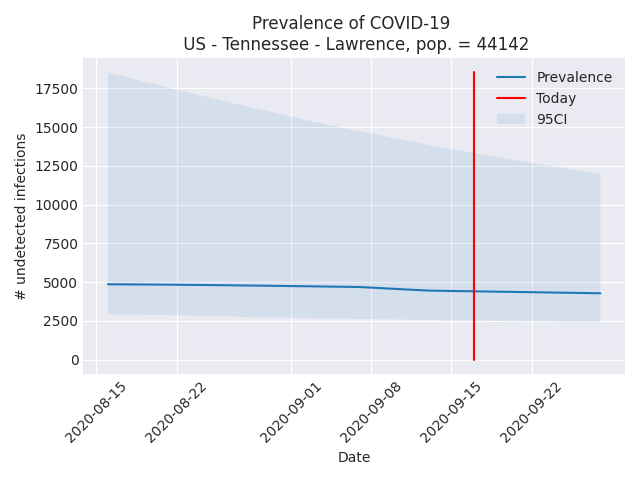 Prevalence of COVID-19
US - Tennessee - Lawrence, pop. = 44142
Prevalence
Today
95CI
# undetected infections
17500
15000
12500
10000
7500
5000
2500
0
2020-08-15
2020-08-22
2020-09-01
2020-09-08
2020-09-15
2020-09-22
Date